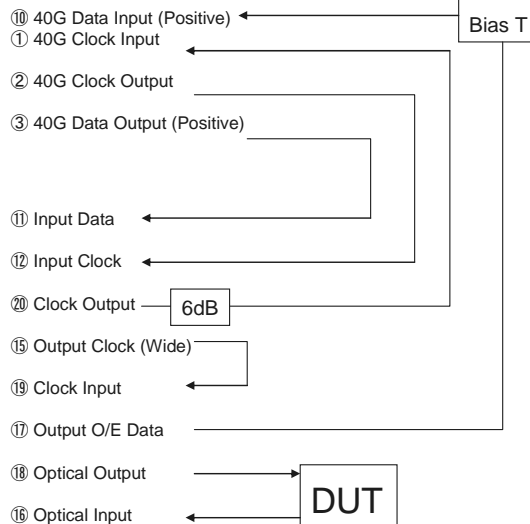 ⑩ 40G Data Input (Positive)
Bias T
① 40G Clock Input
② 40G Clock Output
③ 40G Data Output (Positive)
⑪ Input Data
⑫ Input Clock
⑳ Clock Output
6dB
⑮ Output Clock (Wide)
⑲ Clock Input
⑰ Output O/E Data
⑱ Optical Output
DUT
⑯ Optical Input